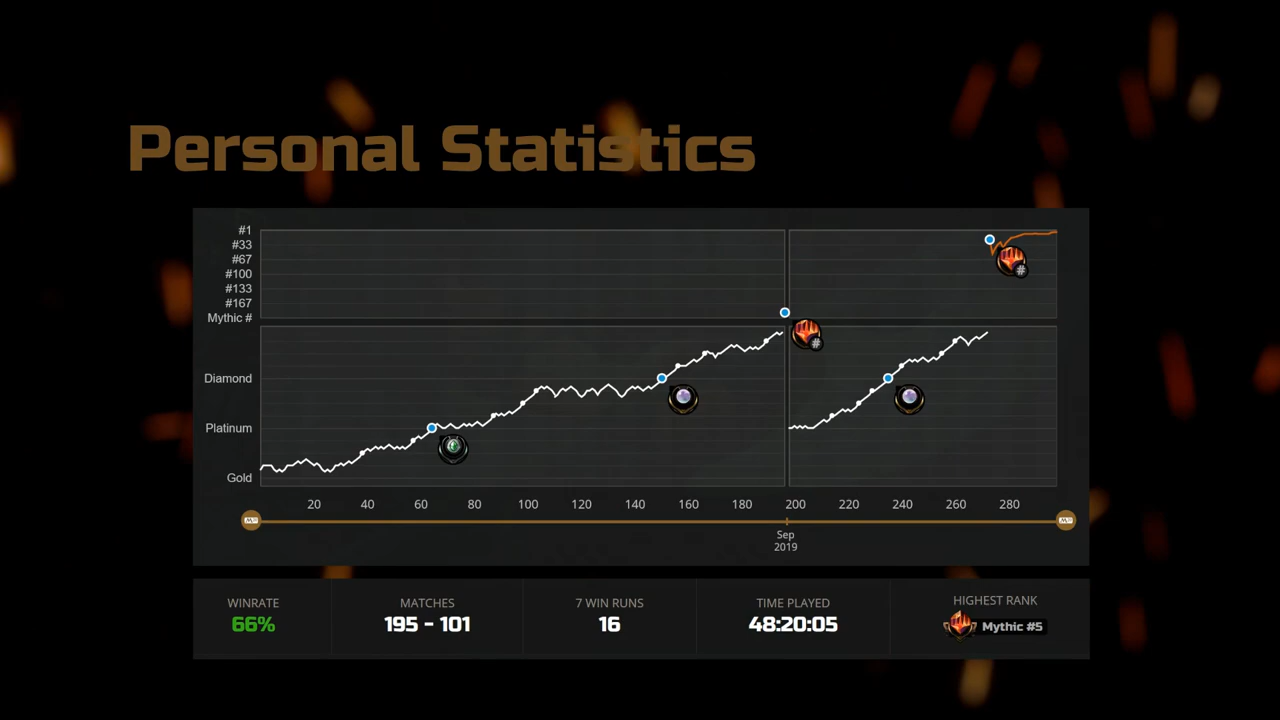 Personal Statistics
#1
#33
#67
#100
#133
#167
Mythic #
#
#
Diamond
Platinum
Gold
20 40 60 80 100 120 140 160 180 200 220 240 260 280
Sep
2019
WINRATE MATCHES 7 WIN RUNS TIME PLAYED HIGHEST RANK
66% 195 - 101 16 48:20:05 Mythic #5